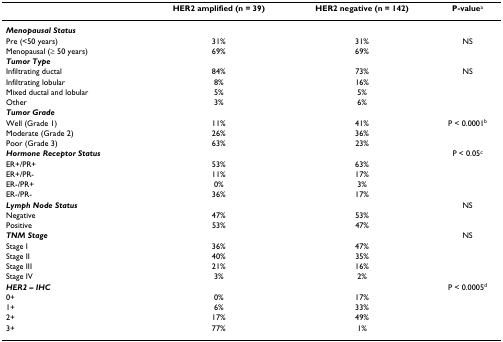 HER2 amplified (n = 39) HER2 negative (n = 142) P-valueᵃ
Menopausal Status
Pre (<50 years) 31% 31% NS
Menopausal (≥ 50 years) 69% 69%
Tumor Type
Infiltrating ductal 84% 73% NS
Infiltrating lobular 8% 16%
Mixed ductal and lobular 5% 5%
Other 3% 6%
Tumor Grade
Well (Grade 1) 11% 41% P < 0.0001ᵇ
Moderate (Grade 2) 26% 36%
Poor (Grade 3) 63% 23%
Hormone Receptor Status P < 0.05ᶜ
ER+/PR+ 53% 63%
ER+/PR- 11% 17%
ER-/PR+ 0% 3%
ER-/PR- 36% 17%
Lymph Node Status NS
Negative 47% 53%
Positive 53% 47%
TNM Stage NS
Stage I 36% 47%
Stage II 40% 35%
Stage III 21% 16%
Stage IV 3% 2%
HER2 – IHC P < 0.0005ᵈ
0+ 0% 17%
1+ 6% 33%
2+ 17% 49%
3+ 77% 1%